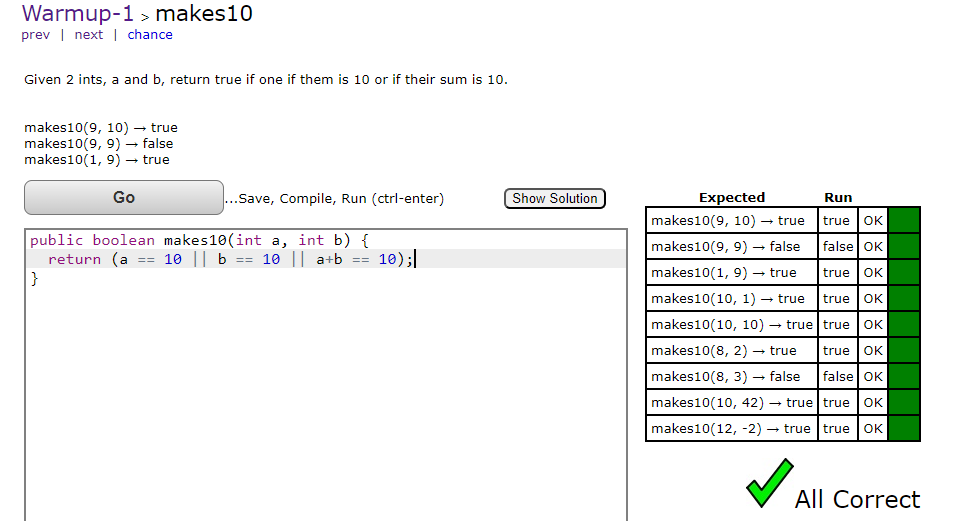 Warmup-1 > makes10
prev | next | chance
Given 2 ints, a and b, return true if one if them is 10 or if their sum is 10.
makes10(9, 10) → true
makes10(9, 9) → false
makes10(1, 9) → true
Go ...Save, Compile, Run (ctrl-enter) Show Solution
public boolean makes10(int a, int b) {
  return (a == 10 || b == 10 || a+b == 10);
}
Expected Run
makes10(9, 10) → true true OK
makes10(9, 9) → false false OK
makes10(1, 9) → true true OK
makes10(10, 1) → true true OK
makes10(10, 10) → true true OK
makes10(8, 2) → true true OK
makes10(8, 3) → false false OK
makes10(10, 42) → true true OK
makes10(12, -2) → true true OK
All Correct